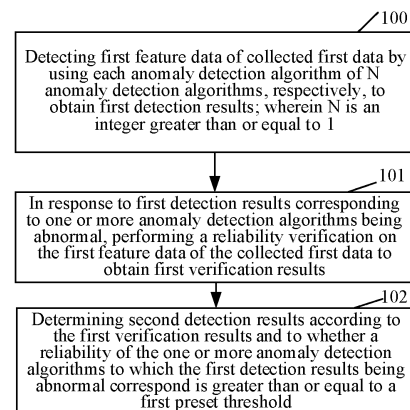 100
Detecting first feature data of collected first data by
using each anomaly detection algorithm of N
anomaly detection algorithms, respectively, to
obtain first detection results; wherein N is an
integer greater than or equal to 1
101
In response to first detection results corresponding
to one or more anomaly detection algorithms being
abnormal, performing a reliability verification on
the first feature data of the collected first data to
obtain first verification results
102
Determining second detection results according to
the first verification results and to whether a
reliability of the one or more anomaly detection
algorithms to which the first detection results being
abnormal correspond is greater than or equal to a
first preset threshold